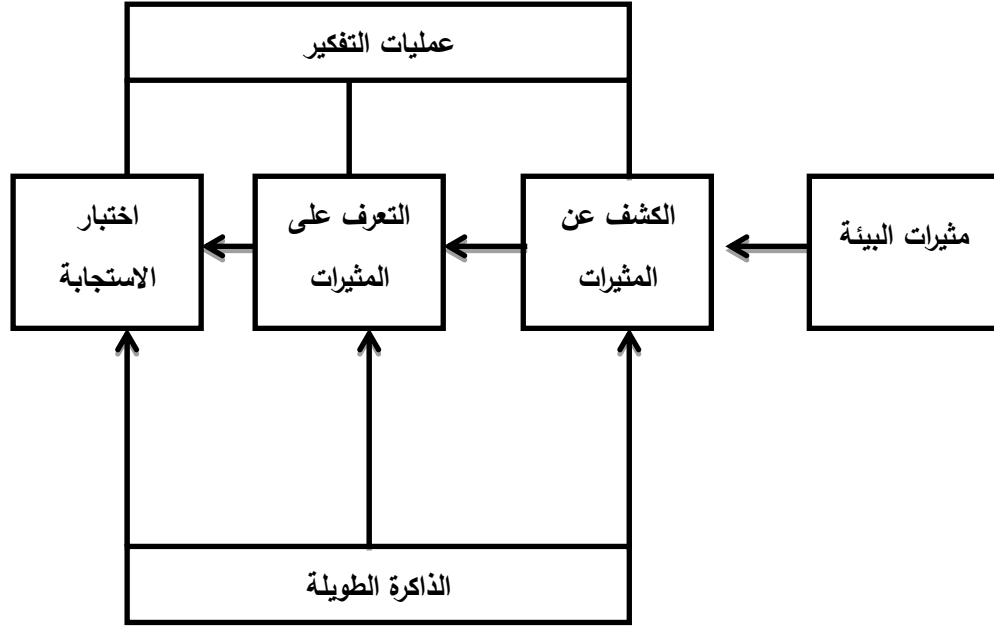 عمليات التفكير
مثيرات البيئة
الكشف عن
المثيرات
التعرف على
المثيرات
اختبار
الاستجابة
الذاكرة الطويلة